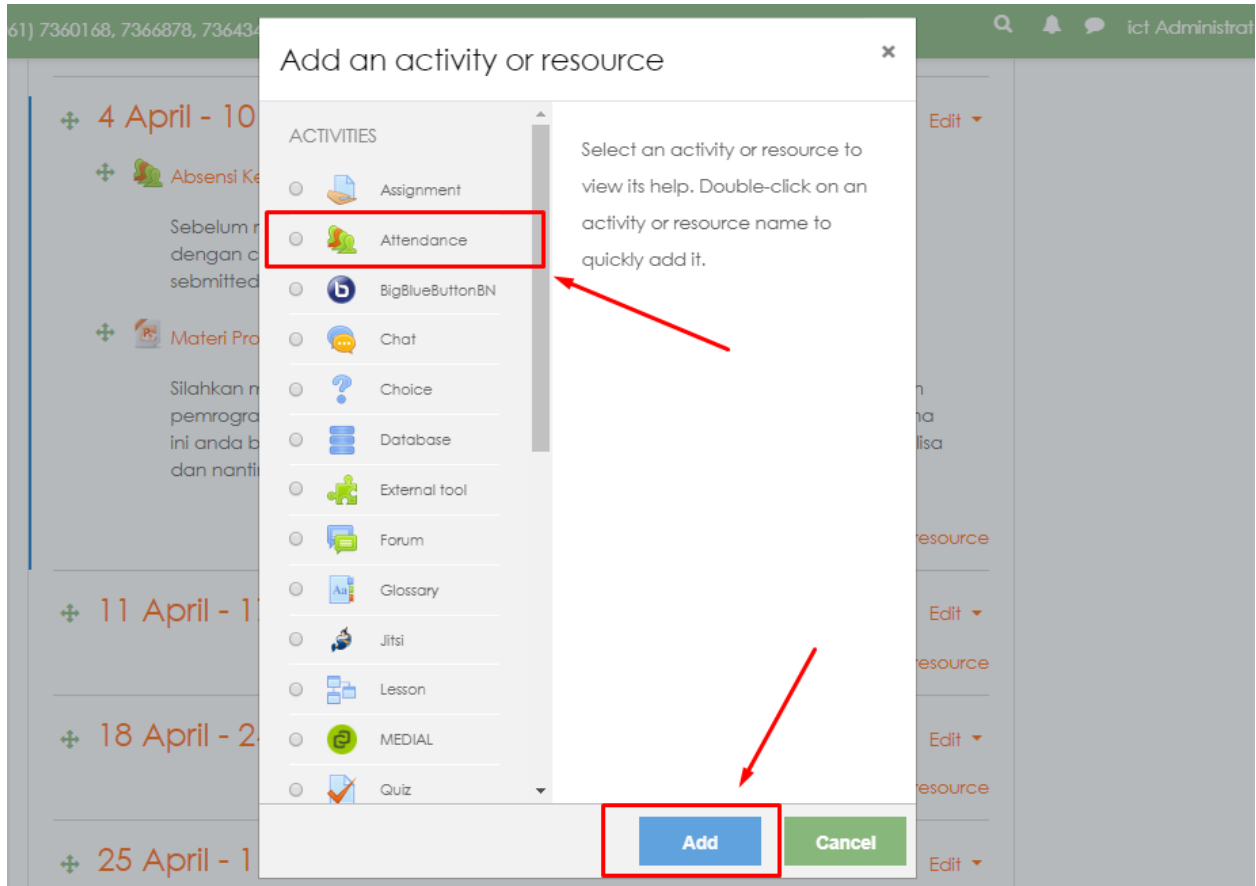 61) 7360168, 7366878, 736434
ict Administrat
Add an activity or resource
×
4 April - 10
Edit
ACTIVITIES
Select an activity or resource to
view its help. Double-click on an
activity or resource name to
quickly add it.
Absensi Ke
Assignment
Sebelum
dengan c
sebmitted
Attendance
BigBlueButtonBN
Materi Pro
Chat
Silahkan
pemrogra
ini anda b
dan nanti
Choice
Database
lisa
External tool
Forum
resource
Glossary
11 April - 1
Edit
Jitsi
resource
Lesson
18 April - 2
MEDIAL
Edit
Quiz
resource
Add
Cancel
25 April - 1
Edit